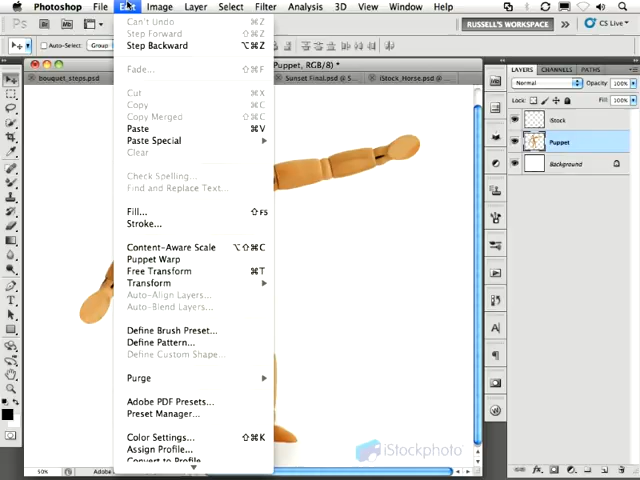 Photoshop File Edit Image Layer Select Filter Analysis 3D View Window Help
RUSSELL'S WORKSPACE
CS Live
Auto-Select: Group
bouquet_steps.psd
Puppet, RGB/8) *
Sunset Final.psd @ 5...
iStock_Horse.psd @ ...
Can't Undo ⌘Z
Step Forward ⇧⌘Z
Step Backward ⌥⌘Z
Fade... ⇧⌘F
Cut ⌘X
Copy ⌘C
Copy Merged ⇧⌘C
Paste ⌘V
Paste Special
Clear
Check Spelling...
Find and Replace Text...
Fill... ⇧F5
Stroke...
Content-Aware Scale ⌥⇧⌘C
Puppet Warp
Free Transform ⌘T
Transform
Auto-Align Layers...
Auto-Blend Layers...
Define Brush Preset...
Define Pattern...
Define Custom Shape...
Purge
Adobe PDF Presets...
Preset Manager...
Color Settings... ⇧⌘K
Assign Profile...
Convert to Profile
LAYERS CHANNELS PATHS
Normal Opacity: 100%
Lock: Fill: 100%
iStock
Puppet
Background
iStockphoto
50% Adobe